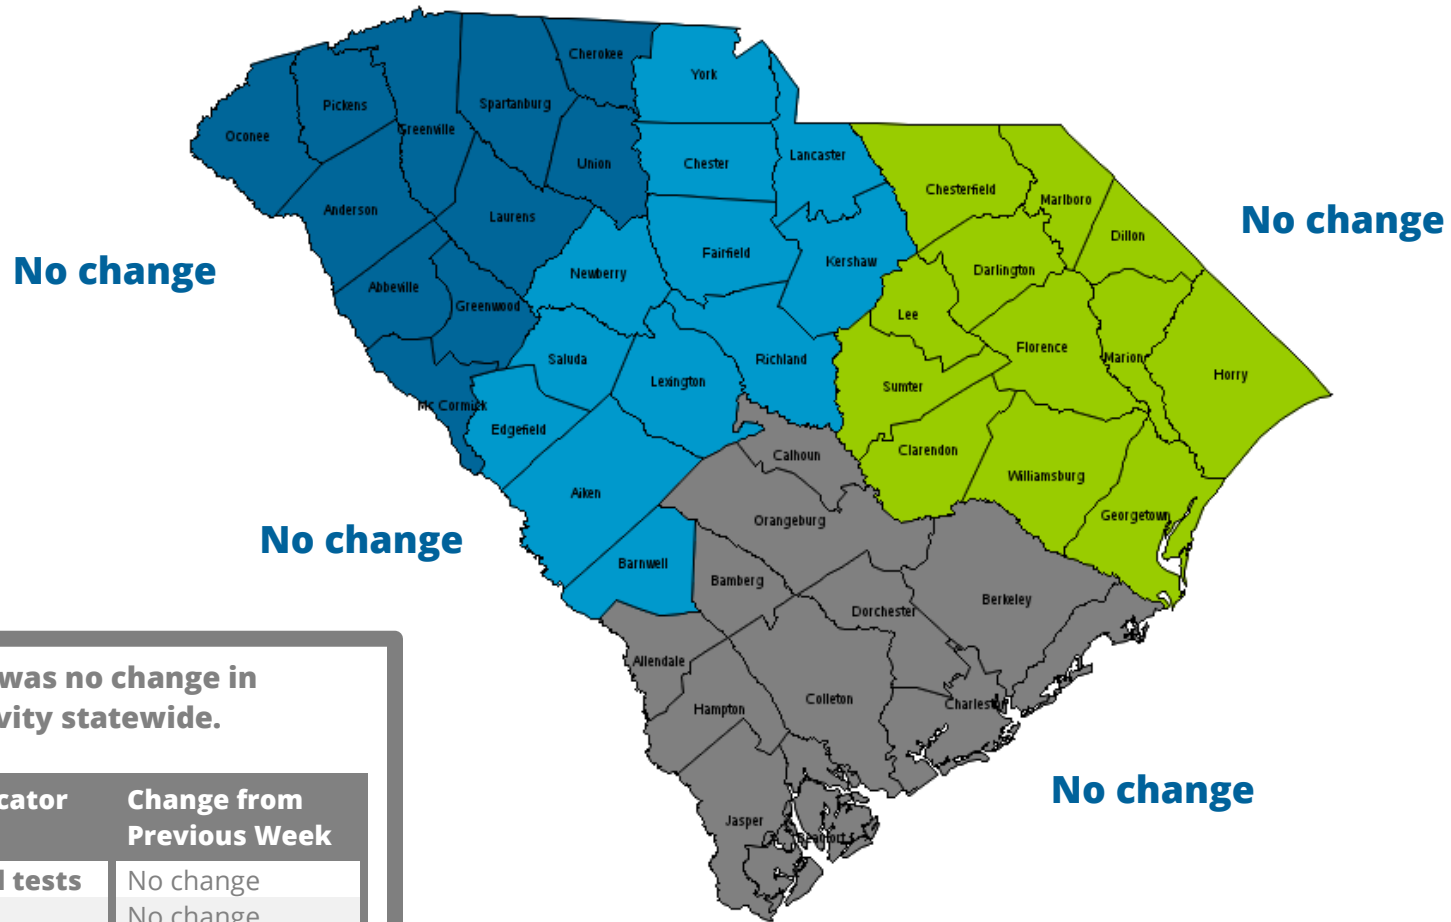 Cherokee
York
Pickens
Spartanburg
Greenville
Oconee
Union
Chester
Lancaster
Chesterfield
Marlboro
Anderson
Laurens
No change
Dillon
Fairfield
Kershaw
No change
Newberry
Darlington
Abbeville
Greenwood
Lee
Florence
Marion
Saluda
Richland
Horry
Lexington
Sumter
Mc Cormick
Edgefield
Calhoun
Clarendon
Williamsburg
Aiken
Orangeburg
Georgetown
No change
Barnwell
Bamberg
Berkeley
Dorchester
Allendale
was no change in
vity statewide.
Hampton
Colleton
Charleston
No change
cator
Change from
Previous Week
Jasper
Beaufort
l tests
No change
No change